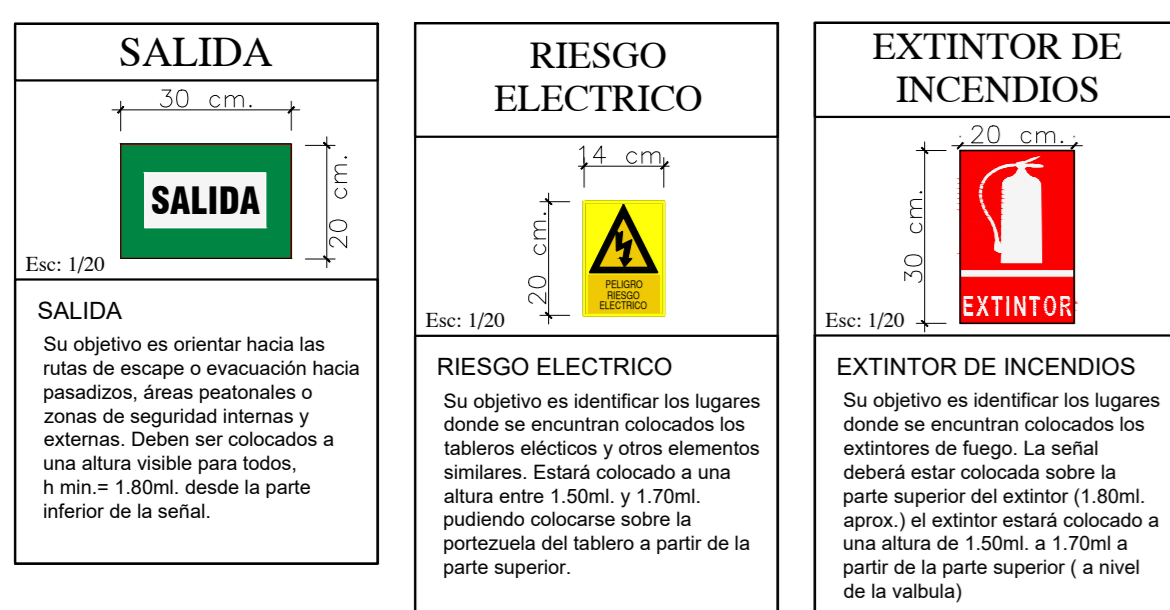 SALIDA
30 cm.
SALIDA
20 cm.
Esc: 1/20
SALIDA
Su objetivo es orientar hacia las
rutas de escape o evacuación hacia
pasadizos, áreas peatonales o
zonas de seguridad internas y
externas. Deben ser colocados a
una altura visible para todos,
h min.= 1.80ml. desde la parte
inferior de la señal.
RIESGO
ELECTRICO
14 cm.
20 cm.
PELIGRO
RIESGO
ELECTRICO
Esc: 1/20
RIESGO ELECTRICO
Su objetivo es identificar los lugares
donde se encuntran colocados los
tableros elécticos y otros elementos
similares. Estará colocado a una
altura entre 1.50ml. y 1.70ml.
pudiendo colocarse sobre la
portezuela del tablero a partir de la
parte superior.
EXTINTOR DE
INCENDIOS
20 cm.
30 cm.
EXTINTOR
Esc: 1/20
EXTINTOR DE INCENDIOS
Su objetivo es identificar los lugares
donde se encuntran colocados los
extintores de fuego. La señal
deberá estar colocada sobre la
parte superior del extintor (1.80ml.
aprox.) el extintor estará colocado a
una altura de 1.50ml. a 1.70ml a
partir de la parte superior ( a nivel
de la valbula)